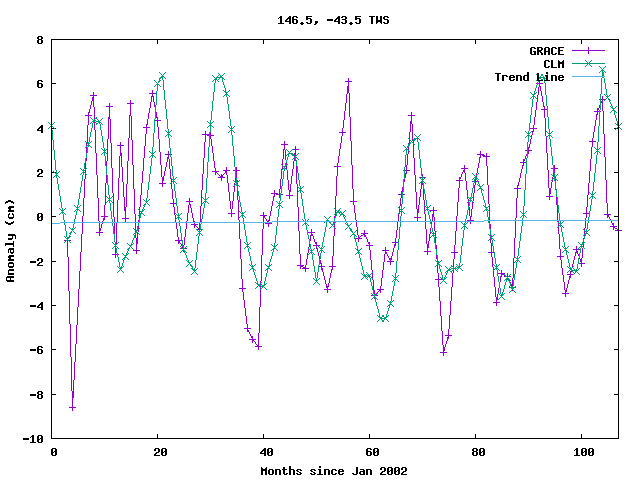 146.5, -43.5 TWS
GRACE
CLM
Trend line
8
6
4
2
0
-2
-4
-6
-8
-10
Anomaly (cm)
0 20 40 60 80 100
Months since Jan 2002